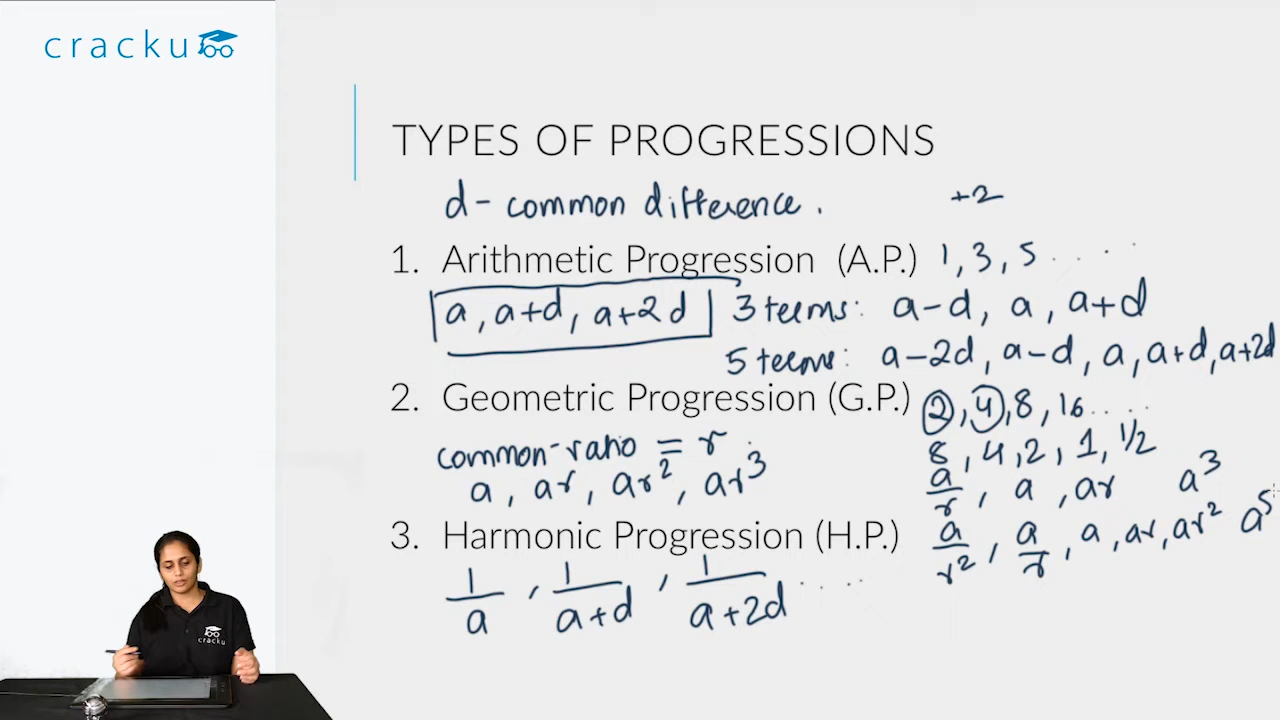 cracku
TYPES OF PROGRESSIONS
d - common difference. +2
1. Arithmetic Progression (A.P.) 1, 3, 5 . . . .
a, a+d, a+2d 3 terms: a-d, a, a+d
5 terms: a-2d, a-d, a, a+d, a+2d
2. Geometric Progression (G.P.) 2, 4, 8, 16 . . . .
common-ratio = r 8, 4, 2, 1, 1/2
a, ar, ar², ar³ a/r, a, ar a³
3. Harmonic Progression (H.P.) a/r², a/r, a, ar, ar² a⁵
1/a, 1/a+d, 1/a+2d . . . .
cracku